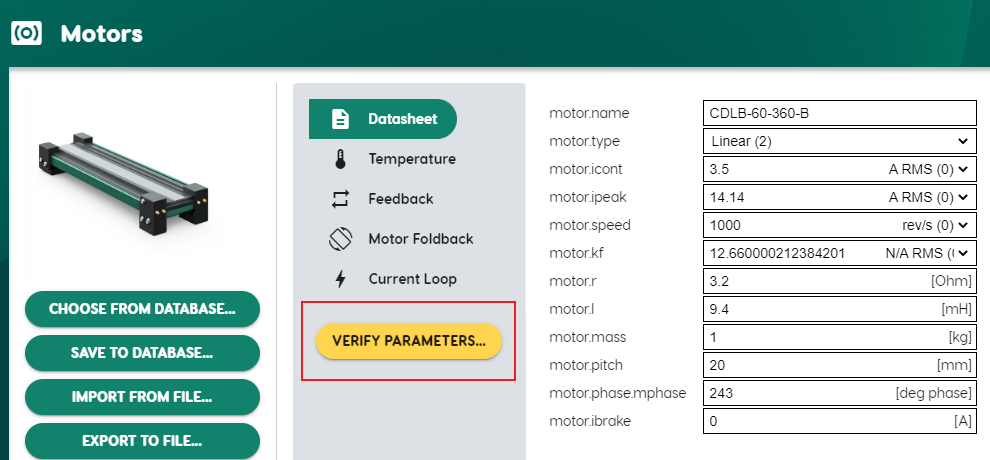 Motors
CHOOSE FROM DATABASE...
SAVE TO DATABASE...
IMPORT FROM FILE...
EXPORT TO FILE...
Datasheet
Temperature
Feedback
Motor Foldback
Current Loop
VERIFY PARAMETERS...
motor.name CDLB-60-360-B
motor.type Linear (2)
motor.icont 3.5 A RMS (0)
motor.ipeak 14.14 A RMS (0)
motor.speed 1000 rev/s (0)
motor.kf 12.660000212384201 N/A RMS (
motor.r 3.2 [Ohm]
motor.l 9.4 [mH]
motor.mass 1 [kg]
motor.pitch 20 [mm]
motor.phase.mphase 243 [deg phase]
motor.ibrake 0 [A]